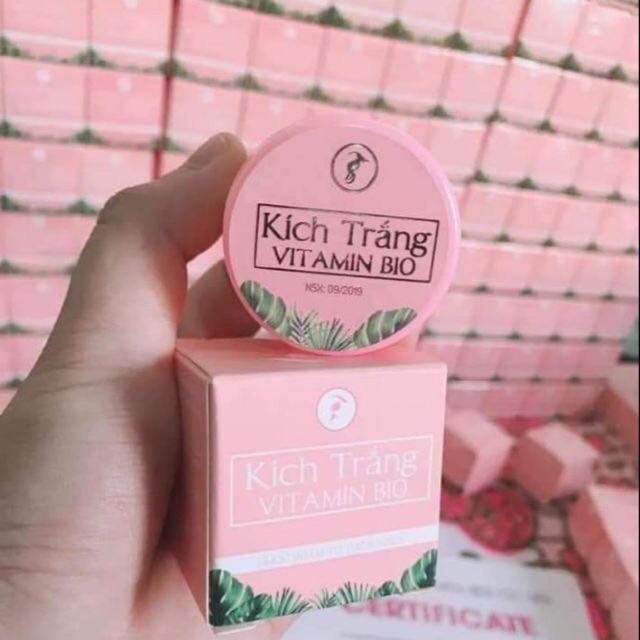 Kích Trắng
VITAMIN BIO
NSX: 09/2019
Kích Trắng
VITAMIN BIO
CERTIFICATE